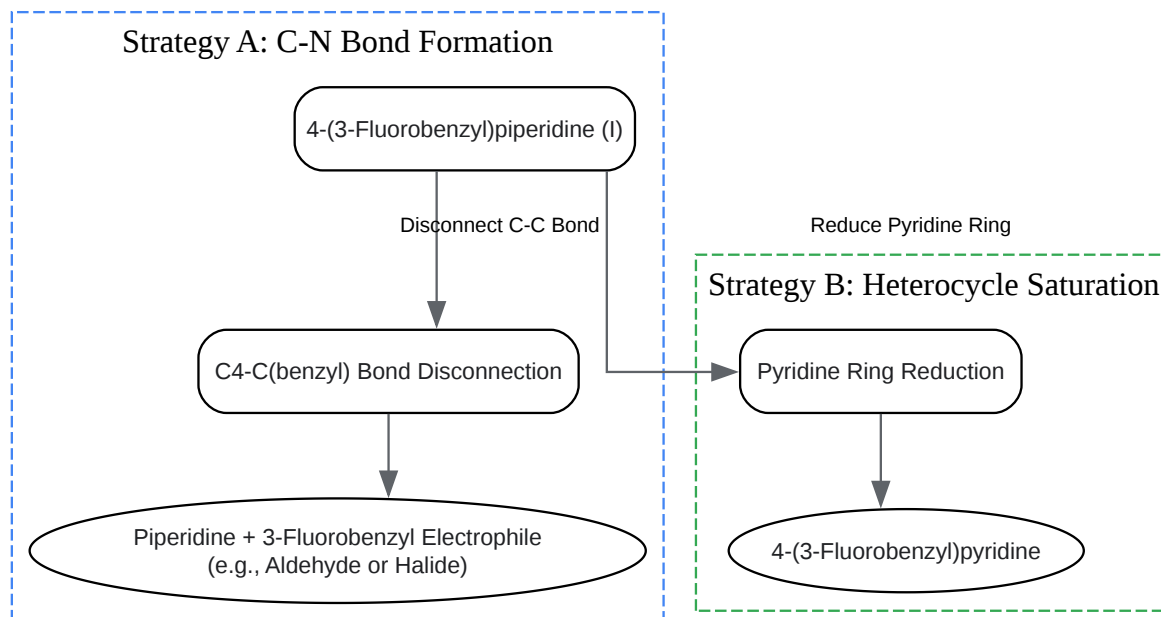 Strategy A: C-N Bond Formation
4-(3-Fluorobenzyl)piperidine (I)
Disconnect C-C Bond
Reduce Pyridine Ring
Strategy B: Heterocycle Saturation
C4-C(benzyl) Bond Disconnection
Pyridine Ring Reduction
Piperidine + 3-Fluorobenzyl Electrophile
(e.g., Aldehyde or Halide)
4-(3-Fluorobenzyl)pyridine